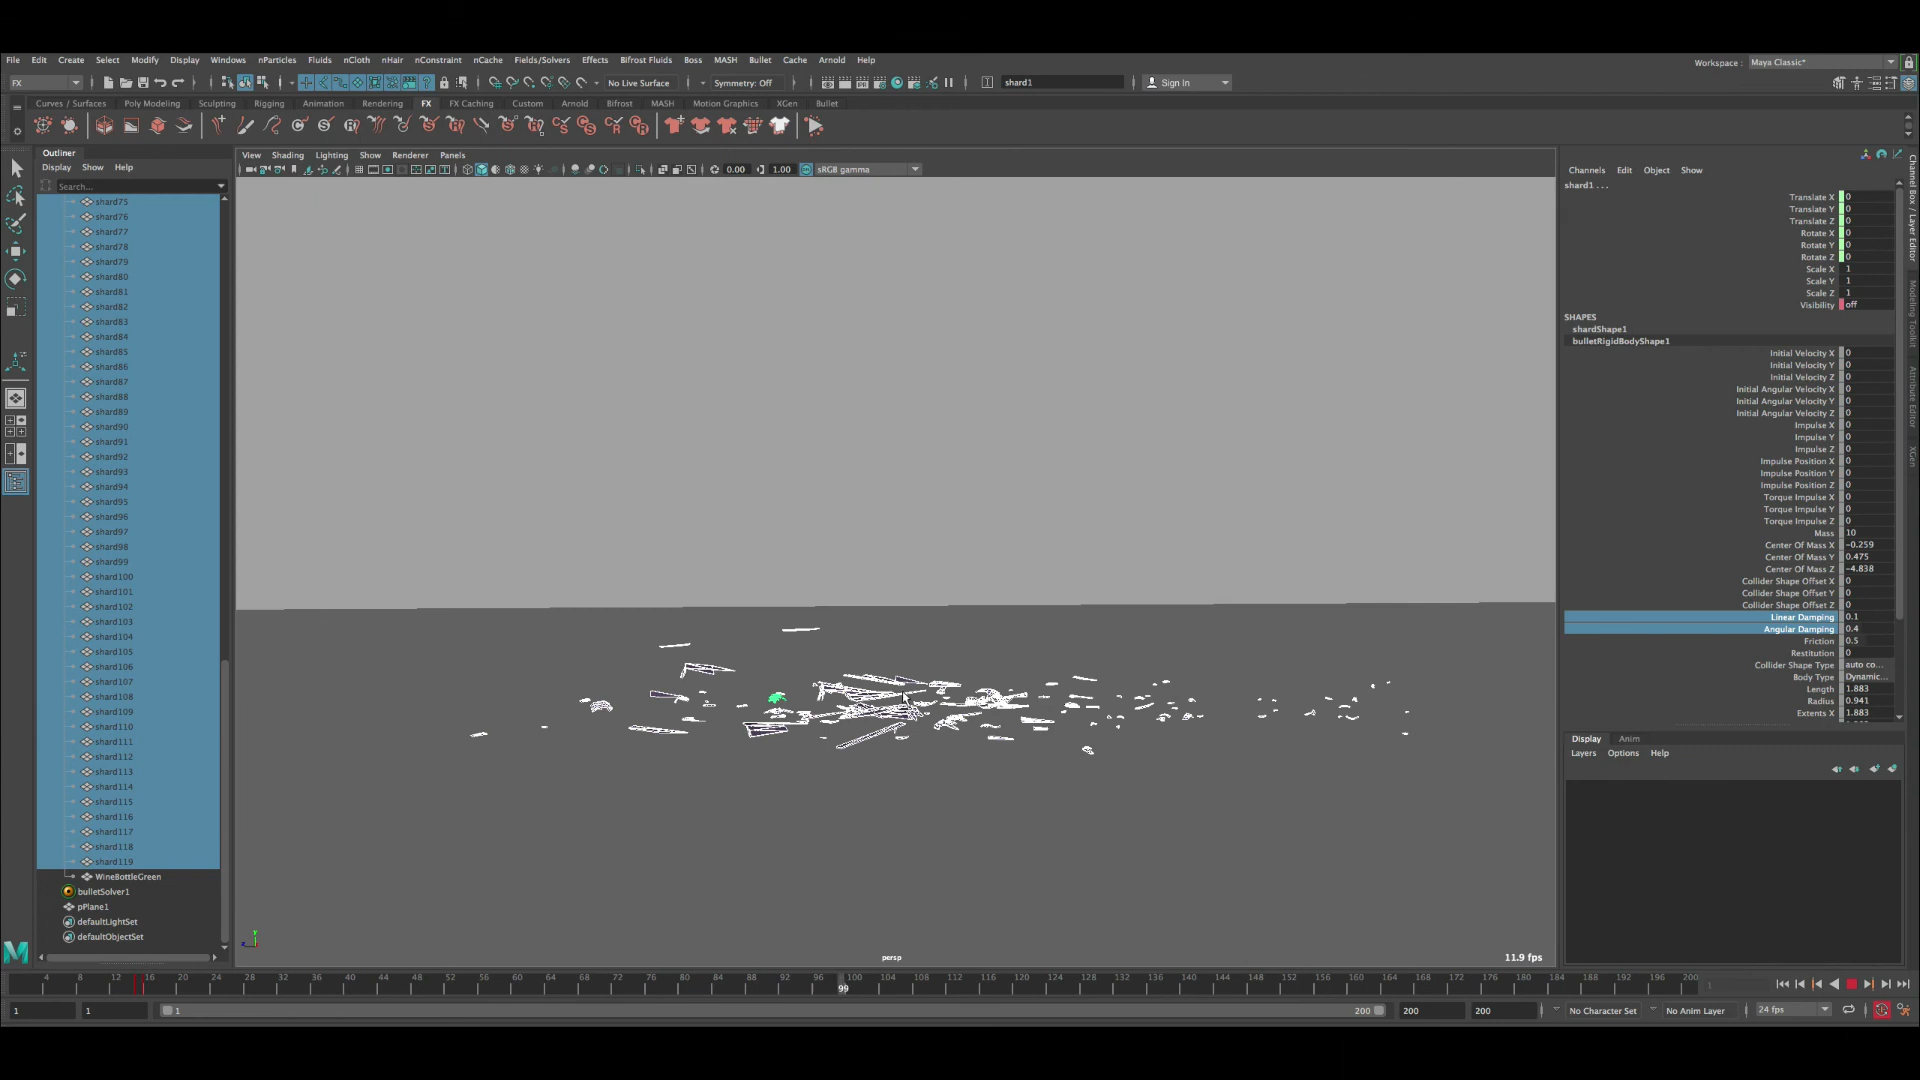 File Edit Create Select Modify Display Windows nParticles Fluids nCloth nHair nConstraint nCache Fields/Solvers Effects Bifrost Fluids Boss MASH Bullet Cache Arnold Help
Workspace : Maya Classic*
FX
No Live Surface
Symmetry: Off
shard1
Sign In
Curves / Surfaces Poly Modeling Sculpting Rigging Animation Rendering FX FX Caching Custom Arnold Bifrost MASH Motion Graphics XGen Bullet
Outliner
Display Show Help
Search...
shard75
shard76
shard77
shard78
shard79
shard80
shard81
shard82
shard83
shard84
shard85
shard86
shard87
shard88
shard89
shard90
shard91
shard92
shard93
shard94
shard95
shard96
shard97
shard98
shard99
shard100
shard101
shard102
shard103
shard104
shard105
shard106
shard107
shard108
shard109
shard110
shard111
shard112
shard113
shard114
shard115
shard116
shard117
shard118
shard119
WineBottleGreen
bulletSolver1
pPlane1
defaultLightSet
defaultObjectSet
View Shading Lighting Show Renderer Panels
0.00 1.00 sRGB gamma
persp
11.9 fps
Channels Edit Object Show
shard1 . . .
Translate X 0
Translate Y 0
Translate Z 0
Rotate X 0
Rotate Y 0
Rotate Z 0
Scale X 1
Scale Y 1
Scale Z 1
Visibility off
SHAPES
shardShape1
bulletRigidBodyShape1
Initial Velocity X 0
Initial Velocity Y 0
Initial Velocity Z 0
Initial Angular Velocity X 0
Initial Angular Velocity Y 0
Initial Angular Velocity Z 0
Impulse X 0
Impulse Y 0
Impulse Z 0
Impulse Position X 0
Impulse Position Y 0
Impulse Position Z 0
Torque Impulse X 0
Torque Impulse Y 0
Torque Impulse Z 0
Mass 10
Center Of Mass X -0.259
Center Of Mass Y 0.475
Center Of Mass Z -4.838
Collider Shape Offset X 0
Collider Shape Offset Y 0
Collider Shape Offset Z 0
Linear Damping 0.1
Angular Damping 0.4
Friction 0.5
Restitution 0
Collider Shape Type auto co...
Body Type Dynamic...
Length 1.883
Radius 0.941
Extents X 1.883
Channel Box / Layer Editor
Modeling Toolkit
Attribute Editor
XGen
Display Anim
Layers Options Help
4 8 12 16 20 24 28 32 36 40 44 48 52 56 60 64 68 72 76 80 84 88 92 96 100 104 108 112 116 120 124 128 132 136 140 144 148 152 156 160 164 168 172 176 180 184 188 192 196 200
99
1
1 1 1 200 200 200 No Character Set No Anim Layer 24 fps